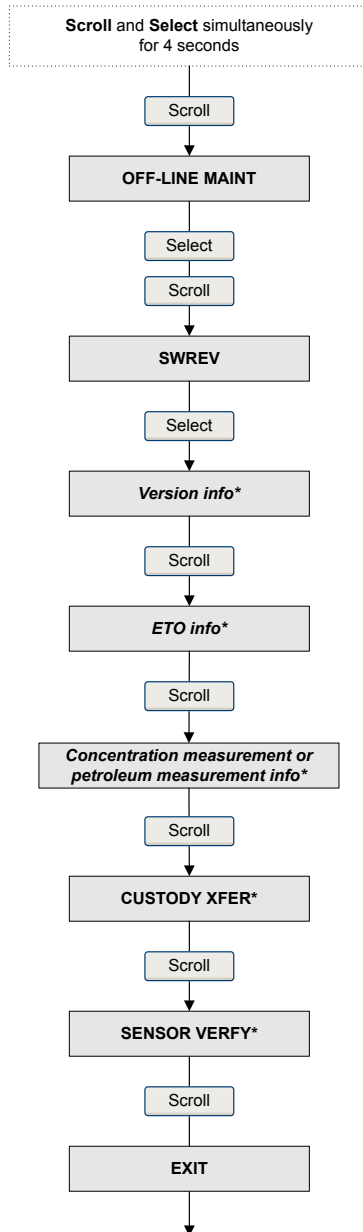 Scroll and Select simultaneously
for 4 seconds
Scroll
OFF-LINE MAINT
Select
Scroll
SWREV
Select
Version info*
Scroll
ETO info*
Scroll
Concentration measurement or
petroleum measurement info*
Scroll
CUSTODY XFER*
Scroll
SENSOR VERFY*
Scroll
EXIT